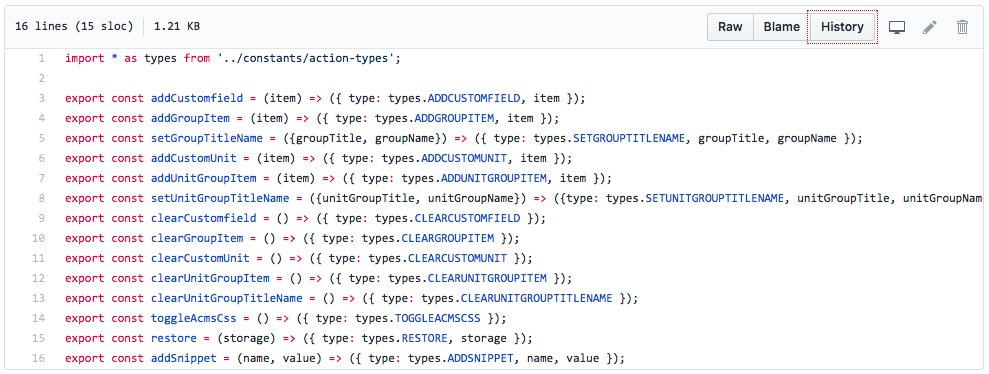 16 lines (15 sloc) 1.21 KB Raw Blame History
1 import * as types from '../constants/action-types';
2
3 export const addCustomfield = (item) => ({ type: types.ADDCUSTOMFIELD, item });
4 export const addGroupItem = (item) => ({ type: types.ADDGROUPITEM, item });
5 export const setGroupTitleName = ({groupTitle, groupName}) => ({ type: types.SETGROUPTITLENAME, groupTitle, groupName });
6 export const addCustomUnit = (item) => ({ type: types.ADDCUSTOMUNIT, item });
7 export const addUnitGroupItem = (item) => ({ type: types.ADDUNITGROUPITEM, item });
8 export const setUnitGroupTitleName = ({unitGroupTitle, unitGroupName}) => ({type: types.SETUNITGROUPTITLENAME, unitGroupTitle, unitGroupNam
9 export const clearCustomfield = () => ({ type: types.CLEARCUSTOMFIELD });
10 export const clearGroupItem = () => ({ type: types.CLEARGROUPITEM });
11 export const clearCustomUnit = () => ({ type: types.CLEARCUSTOMUNIT });
12 export const clearUnitGroupItem = () => ({ type: types.CLEARUNITGROUPITEM });
13 export const clearUnitGroupTitleName = () => ({ type: types.CLEARUNITGROUPTITLENAME });
14 export const toggleAcmsCss = () => ({ type: types.TOGGLEACMSCSS });
15 export const restore = (storage) => ({ type: types.RESTORE, storage });
16 export const addSnippet = (name, value) => ({ type: types.ADDSNIPPET, name, value });